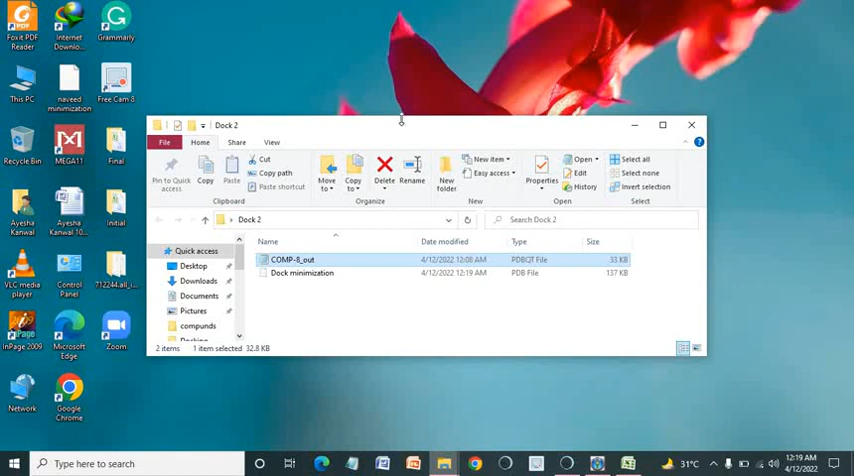 Foxit PDF Reader
Internet Downlo...
Grammarly
This PC
naveed minimization
Free Cam 8
Recycle Bin
MEGA11
Final
Ayesha Kanwal
Ayesha Kanwal 10...
Initial
VLC media player
Control Panel
712244.all_i...
InPage 2009
Microsoft Edge
Zoom
Network
Google Chrome
Dock 2
File
Home
Share
View
Pin to Quick access
Copy
Paste
Cut
Copy path
Paste shortcut
Clipboard
Move to
Copy to
Delete
Rename
Organize
New folder
New item
Easy access
New
Properties
Open
Edit
History
Open
Select all
Select none
Invert selection
Select
Dock 2
Search Dock 2
Quick access
Desktop
Downloads
Documents
Pictures
compunds
Name
Date modified
Type
Size
COMP-8_out
4/12/2022 12:08 AM
PDBQT File
33 KB
Dock minimization
4/12/2022 12:19 AM
PDB File
137 KB
2 items
1 item selected 32.8 KB
Type here to search
31°C
12:19 AM
4/12/2022